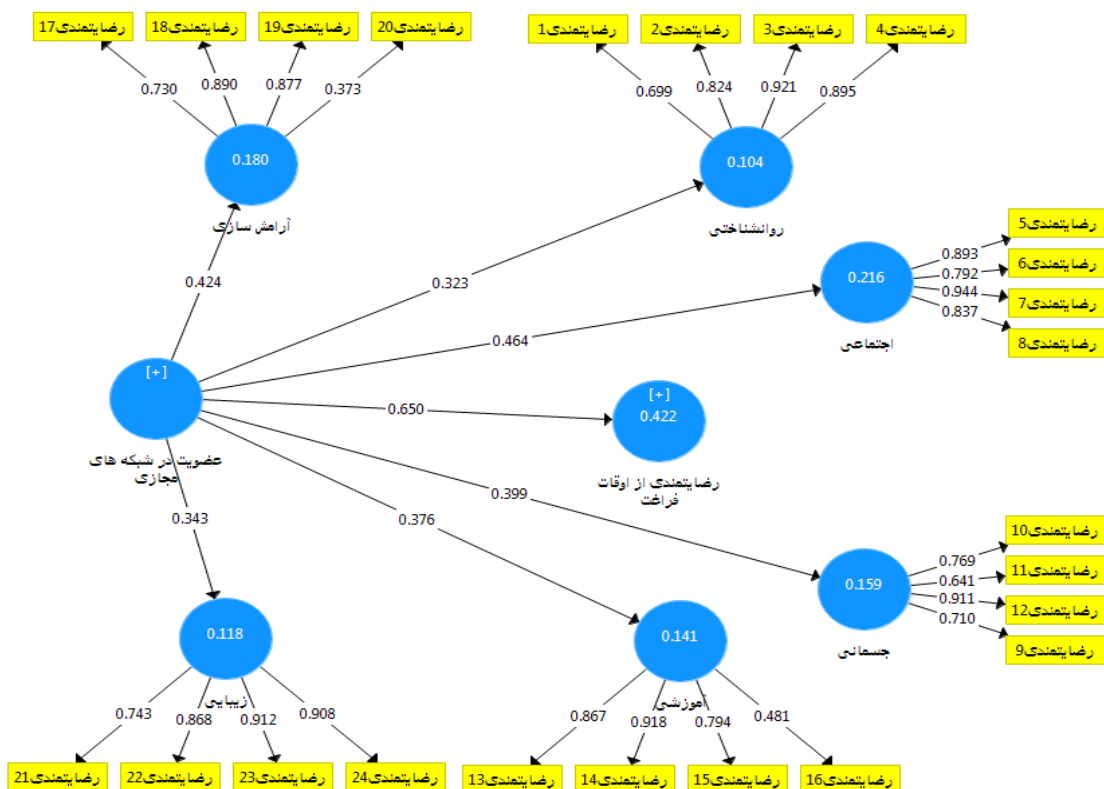 رضایتمندی17
رضایتمندی18
رضایتمندی19
رضایتمندی20
رضایتمندی1
رضایتمندی2
رضایتمندی3
رضایتمندی4
0.730
0.890
0.877
0.373
0.699
0.824
0.921
0.895
0.180
0.104
آرامش سازی
روانشناختی
رضایتمندی5
رضایتمندی6
رضایتمندی7
رضایتمندی8
0.893
0.792
0.944
0.837
0.216
اجتماعی
0.424
0.323
0.464
[+]
0.650
[+]
0.422
عضویت در شبکه های
مجازی
رضایتمندی از اوقات
فراغت
0.343
0.376
0.399
رضایتمندی10
رضایتمندی11
رضایتمندی12
رضایتمندی9
0.769
0.641
0.911
0.710
0.159
جسمانی
0.118
0.141
زیبایی
آموزشی
0.743
0.868
0.912
0.908
0.867
0.918
0.794
0.481
رضایتمندی21
رضایتمندی22
رضایتمندی23
رضایتمندی24
رضایتمندی13
رضایتمندی14
رضایتمندی15
رضایتمندی16